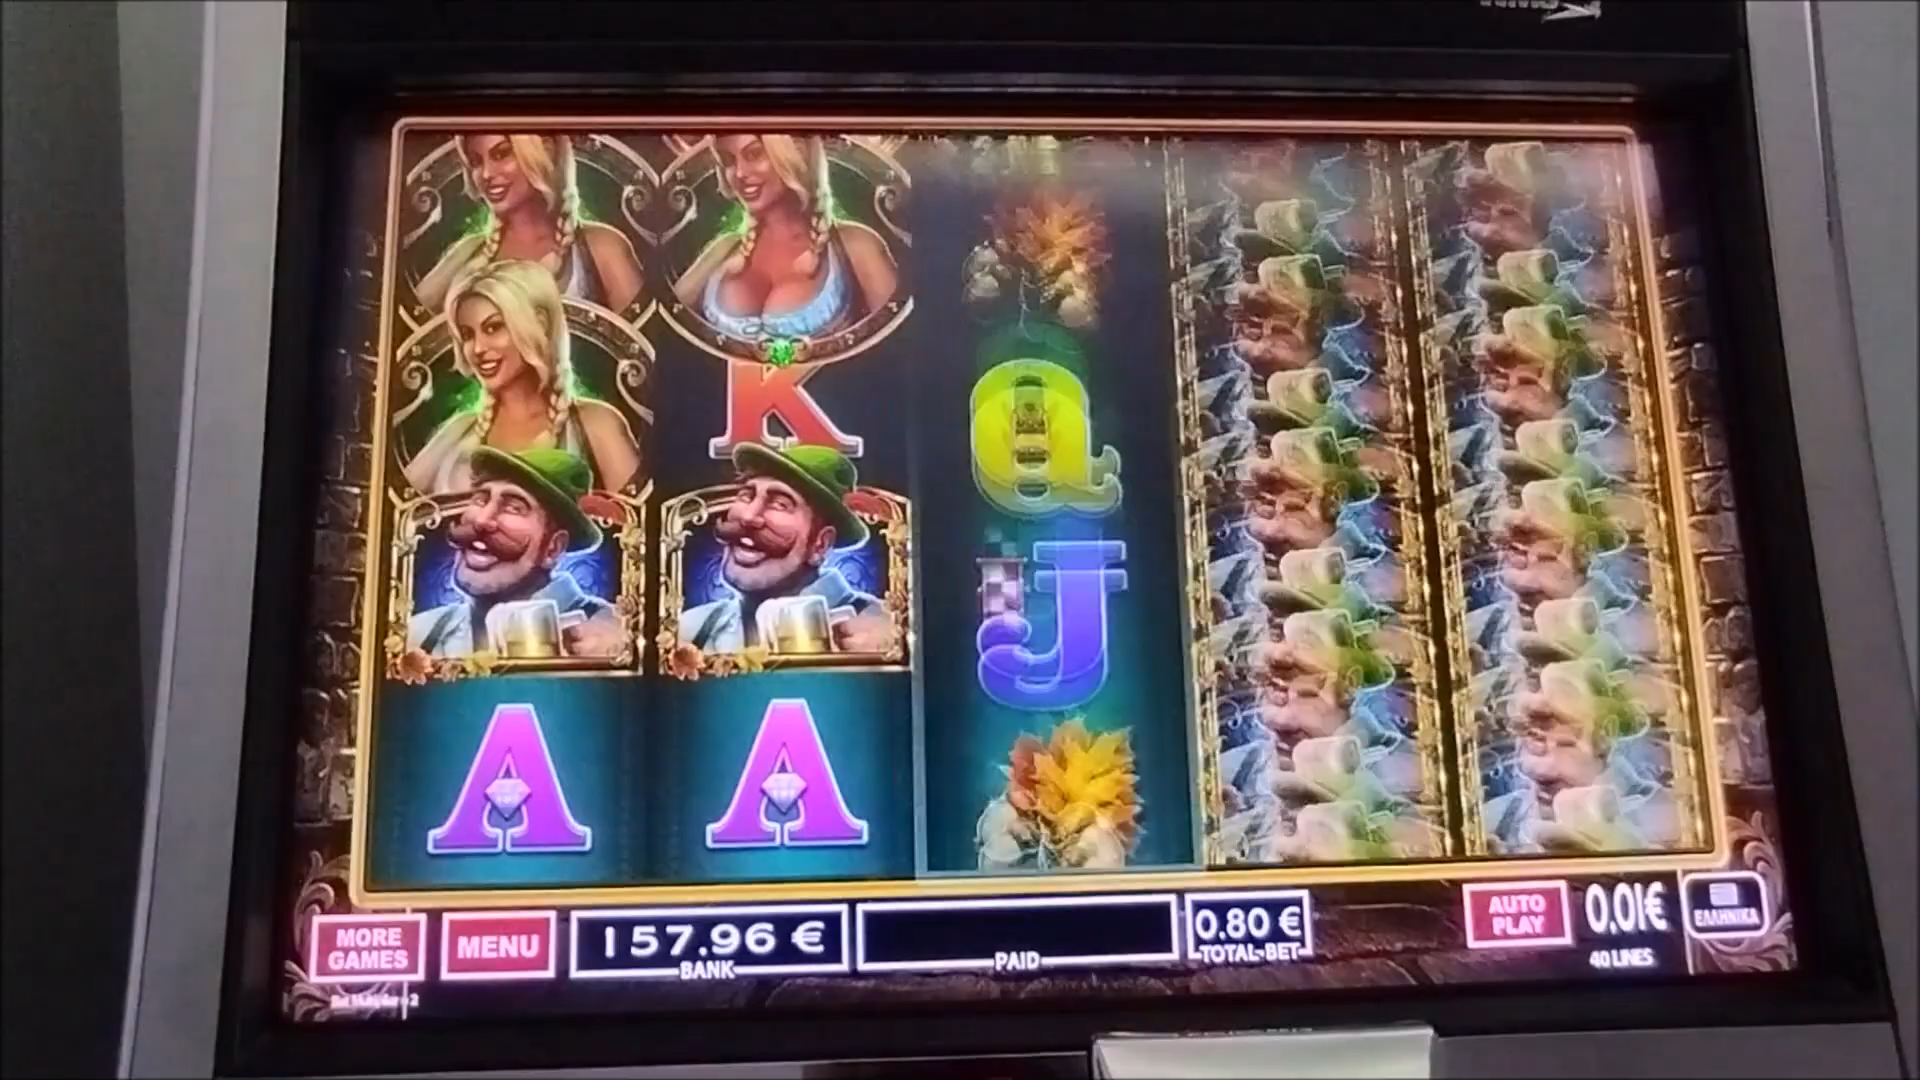 K
Q
J
A A
MORE
GAMES
MENU
157.96 €
BANK
PAID
0.80 €
TOTAL-BET
AUTO
PLAY
0.01€
40 LINES
ΕΛΛΗΝΙΚΑ